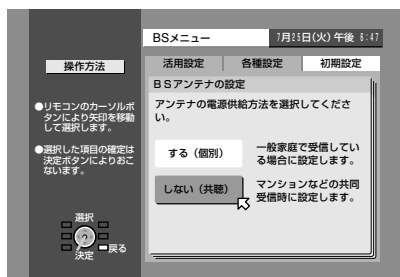 BSメニュー
7月25日(火) 午後 6:47
操作方法
活用設定 各種設定 初期設定
BSアンテナの設定
●リモコンのカーソルボ
タンにより矢印を移動
して選択します。
●選択した項目の確定は
決定ボタンによりおこ
ないます。
アンテナの電源供給方法を選択してくださ
い。
する（個別）
一般家庭で受信してい
る場合に設定します。
しない（共聴）
マンションなどの共同
受信時に設定します。
選択
戻る
決定